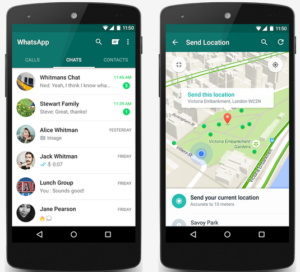 11:50
WhatsApp
CALLS
CHATS
CONTACTS
Whitmans Chat
11:45 AM
Ned: Yeah, I think I know wha...
Stewart Family
11:39 AM
Steve: Great, thanks!
Alice Whitman
YESTERDAY
Image
Jack Whitman
FRIDAY
0:07
Lunch Group
FRIDAY
You: Sounds good!
Jane Pearson
FRIDAY
11:50
Send Location
Send this location
Victoria Embankment, London WC2N
Victoria Embankment
Gardens
Send your current location
Accurate to 18 meters
Savoy Park